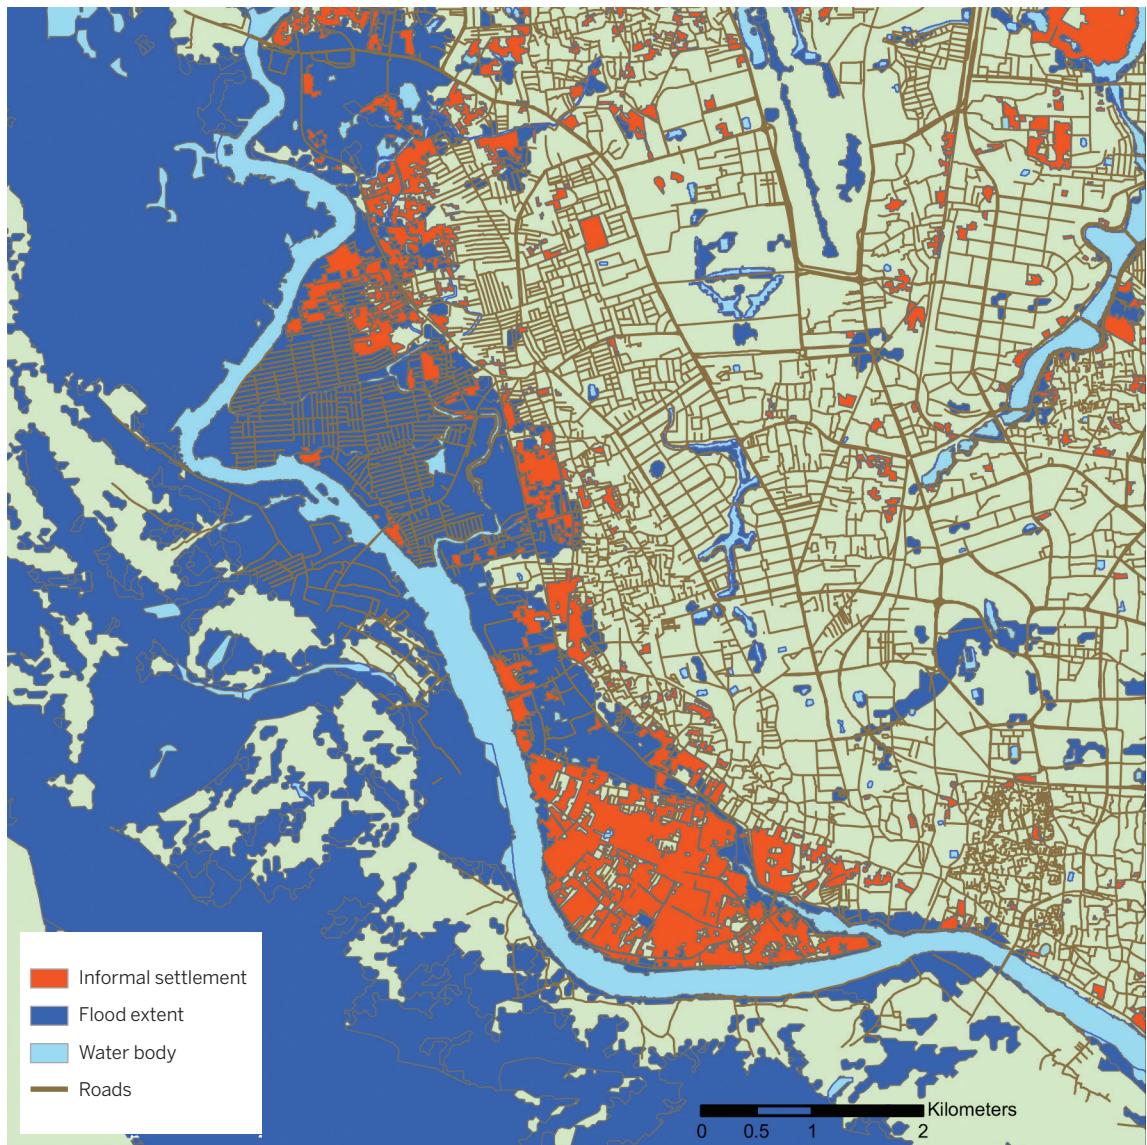 Informal settlement
Flood extent
Water body
Roads
Kilometers
0 0.5 1 2